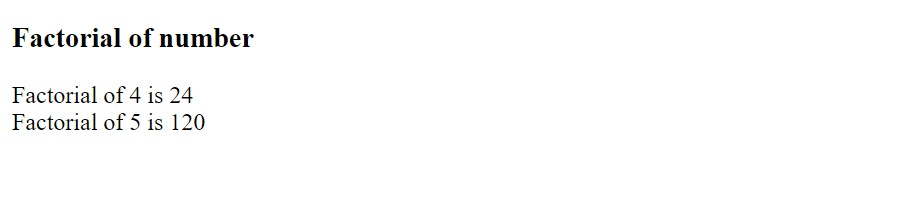 Factorial of number
Factorial of 4 is 24
Factorial of 5 is 120